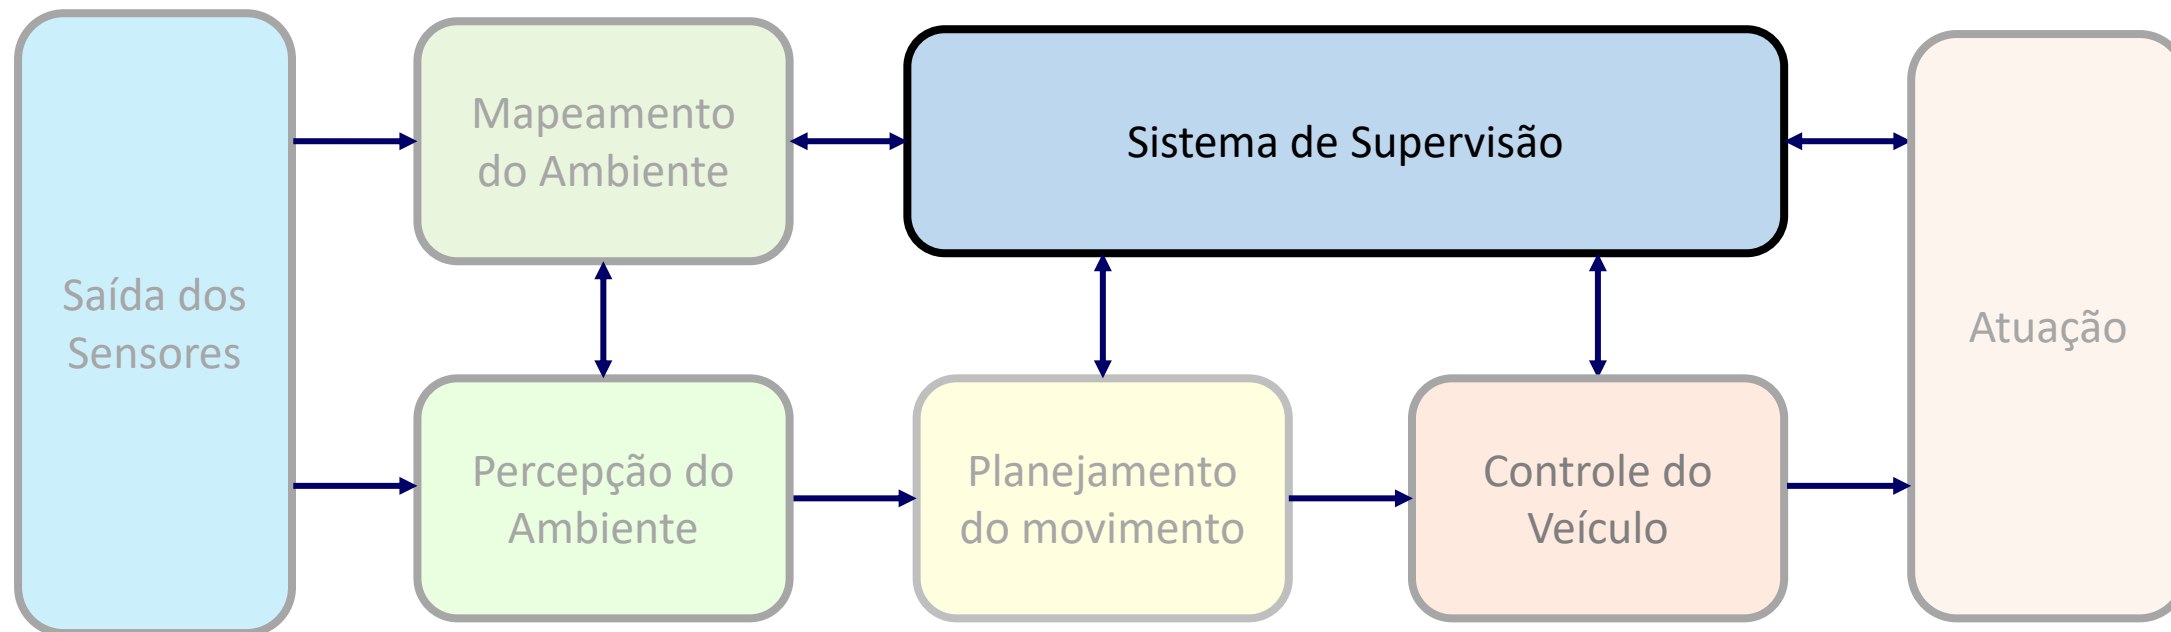 Saída dos
Sensores
Mapeamento
do Ambiente
Sistema de Supervisão
Percepção do
Ambiente
Planejamento
do movimento
Controle do
Veículo
Atuação